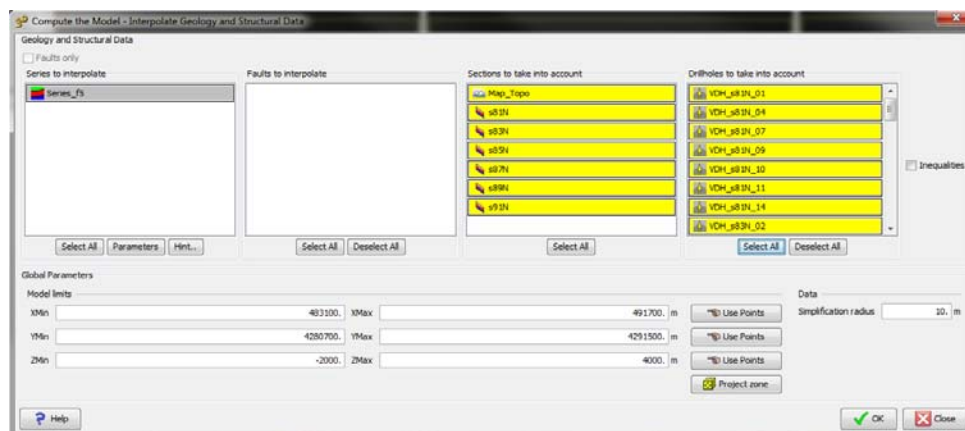 Compute the Model - Interpolate Geology and Structural Data
Geology and Structural Data
Faults only
Series to interpolate
Faults to interpolate
Sections to take into account
Drillholes to take into account
Series_f5
Map_Topo
s81N
s83N
s85N
s87N
s89N
s91N
VDH_s81N_01
VDH_s81N_04
VDH_s81N_07
VDH_s81N_09
VDH_s81N_10
VDH_s81N_11
VDH_s81N_14
VDH_s83N_02
Inequalities
Select All Parameters Hint...
Select All Deselect All
Select All
Select All Deselect All
Global Parameters
Model limits
Data
XMin 483100. XMax 491700. m Use Points
Simplification radius 10. m
YMin 4280700. YMax 4291500. m Use Points
ZMin -2000. ZMax 4000. m Use Points
Project zone
? Help
OK Close